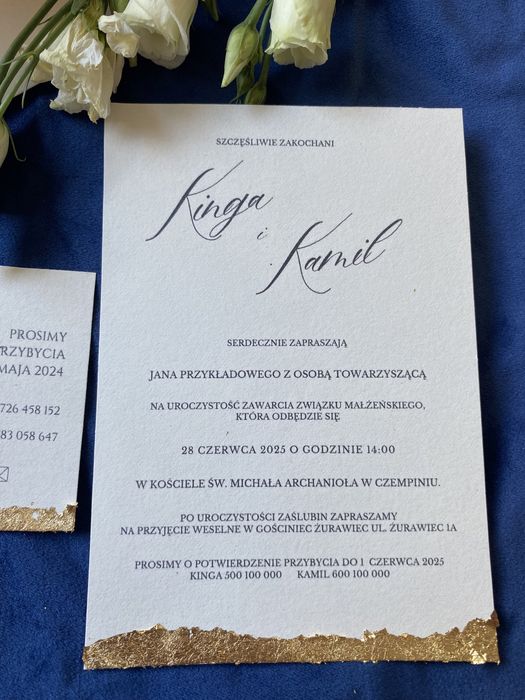 SZCZĘŚLIWIE ZAKOCHANI
Kinga
i
Kamil
SERDECZNIE ZAPRASZAJĄ
JANA PRZYKŁADOWEGO Z OSOBĄ TOWARZYSZĄCĄ
NA UROCZYSTOŚĆ ZAWARCIA ZWIĄZKU MAŁŻEŃSKIEGO,
KTÓRA ODBĘDZIE SIĘ
28 CZERWCA 2025 O GODZINIE 14:00
W KOŚCIELE ŚW. MICHAŁA ARCHANIOŁA W CZEMPINIU.
PO UROCZYSTOŚCI ZAŚLUBIN ZAPRASZAMY
NA PRZYJĘCIE WESELNE W GOŚCINIEC ŻURAWIEC UL. ŻURAWIEC 1A
PROSIMY O POTWIERDZENIE PRZYBYCIA DO 1 CZERWCA 2025
KINGA 500 100 000 KAMIL 600 100 000
PROSIMY
RZYBYCIA
MAJA 2024
726 458 152
83 058 647